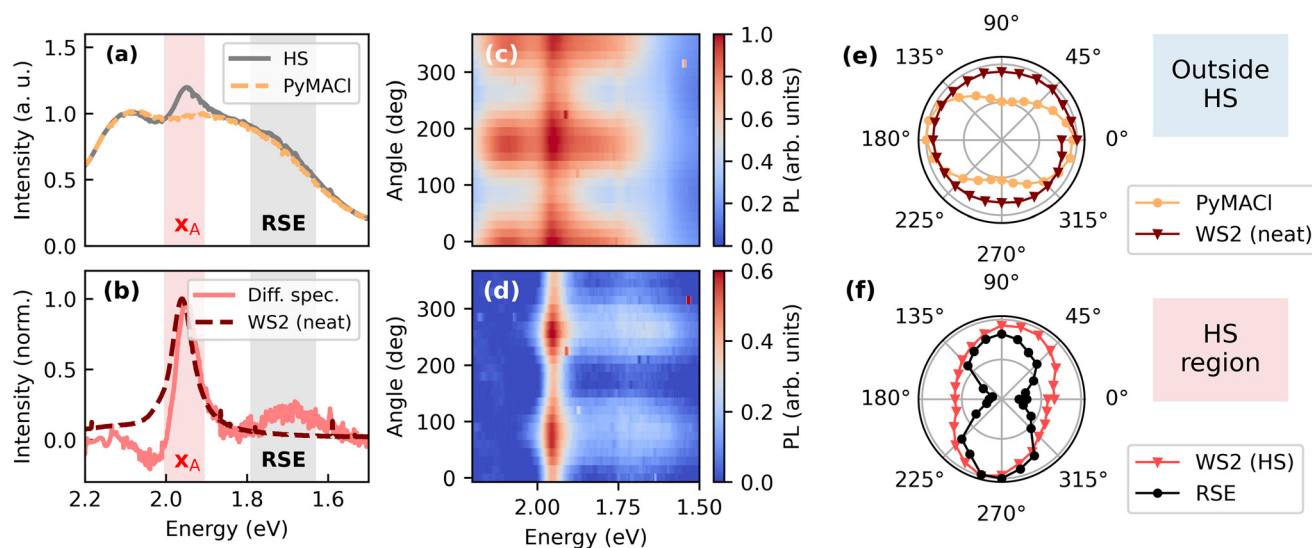 (a)
HS
PyMACl
Intensity (a. u.)
1.5
1.0
0.5
0.0
XA
RSE
(b)
Diff. spec.
WS2 (neat)
Intensity (norm.)
1.0
0.5
0.0
XA
RSE
2.2 2.0 1.8 1.6
Energy (eV)
(c)
Angle (deg)
300
200
100
0
1.0
0.8
0.6
0.4
0.2
0.0
PL (arb. units)
(d)
Angle (deg)
300
200
100
0
2.00 1.75 1.50
Energy (eV)
0.6
0.4
0.2
0.0
PL (arb. units)
(e)
90°
135° 45°
180° 0°
225° 315°
270°
Outside
HS
PyMACl
WS2 (neat)
(f)
90°
135° 45°
180° 0°
225° 315°
270°
HS
region
WS2 (HS)
RSE